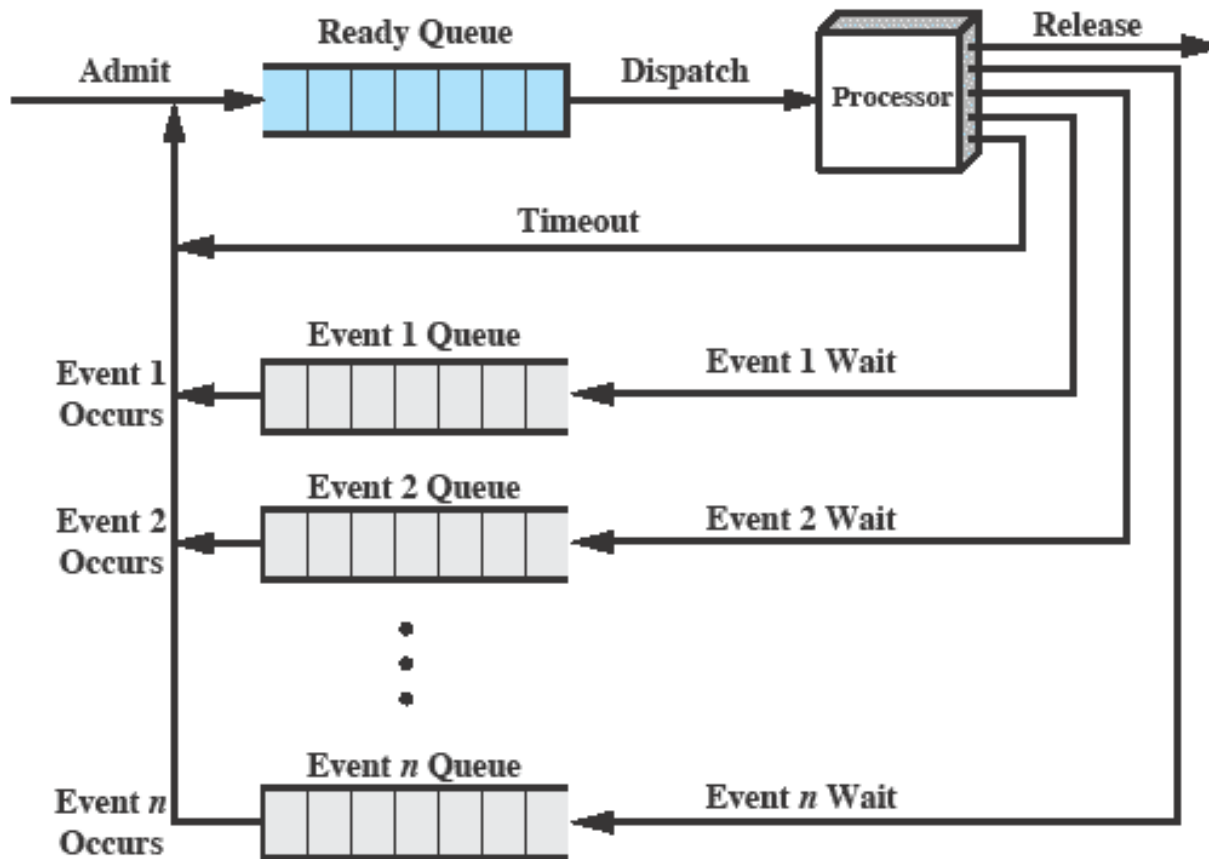 Ready Queue
Release
Admit
Dispatch
Processor
Timeout
Event 1 Queue
Event 1
Occurs
Event 1 Wait
Event 2 Queue
Event 2
Occurs
Event 2 Wait
Event n Queue
Event n
Occurs
Event n Wait